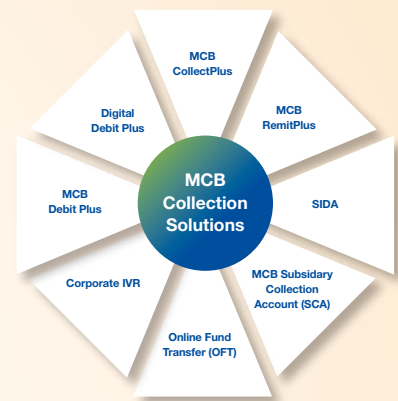 MCB
CollectPlus
MCB
RemitPlus
SIDA
MCB Subsidary
Collection
Account (SCA)
Online Fund
Transfer (OFT)
Corporate IVR
MCB
Debit Plus
Digital
Debit Plus
MCB
Collection
Solutions